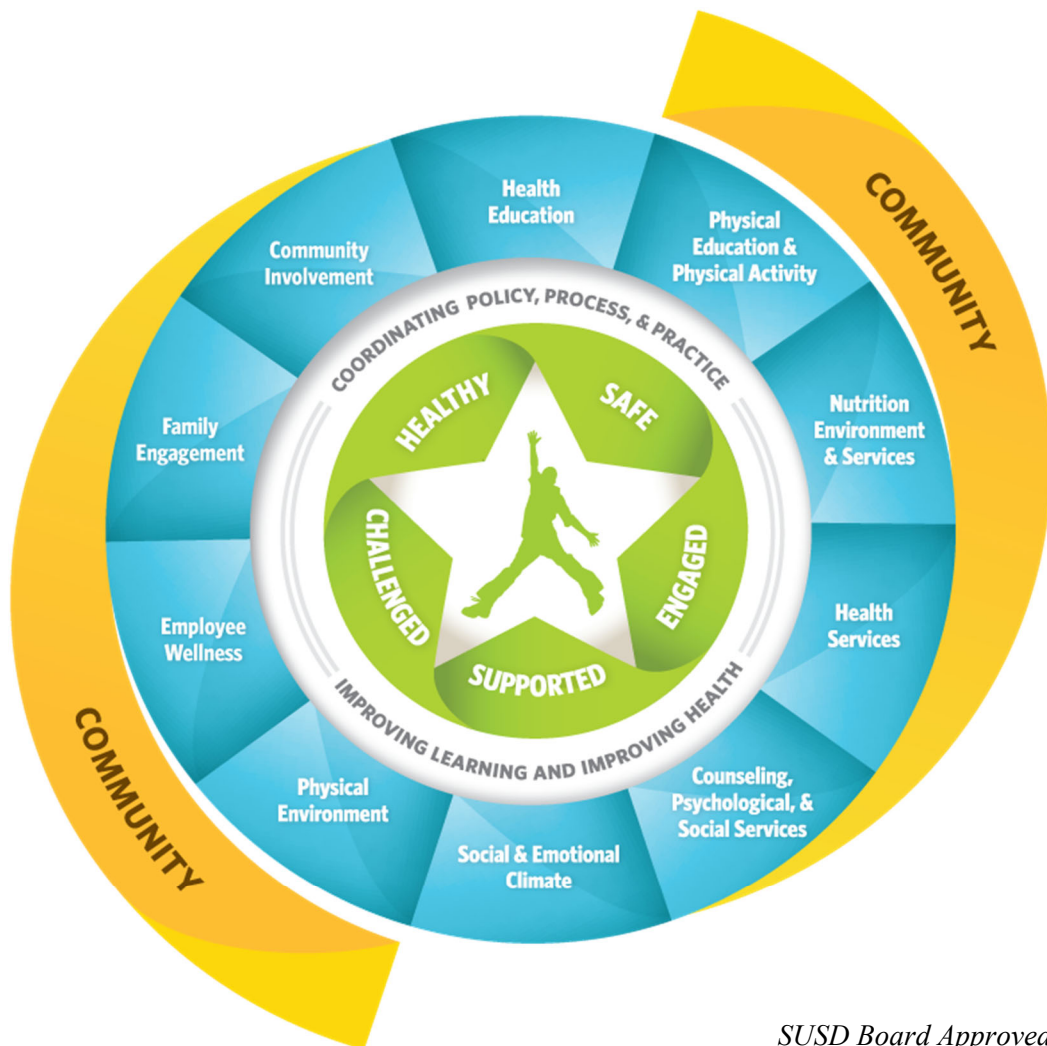 COMMUNITY
Health
Education
Physical
Education &
Physical Activity
Nutrition
Environment
& Services
Health
Services
Counseling,
Psychological, &
Social Services
Social & Emotional
Climate
Physical
Environment
Employee
Wellness
Family
Engagement
Community
Involvement
COORDINATING POLICY, PROCESS, & PRACTICE
IMPROVING LEARNING AND IMPROVING HEALTH
HEALTHY
SAFE
ENGAGED
SUPPORTED
CHALLENGED
COMMUNITY
SUSD Board Approved